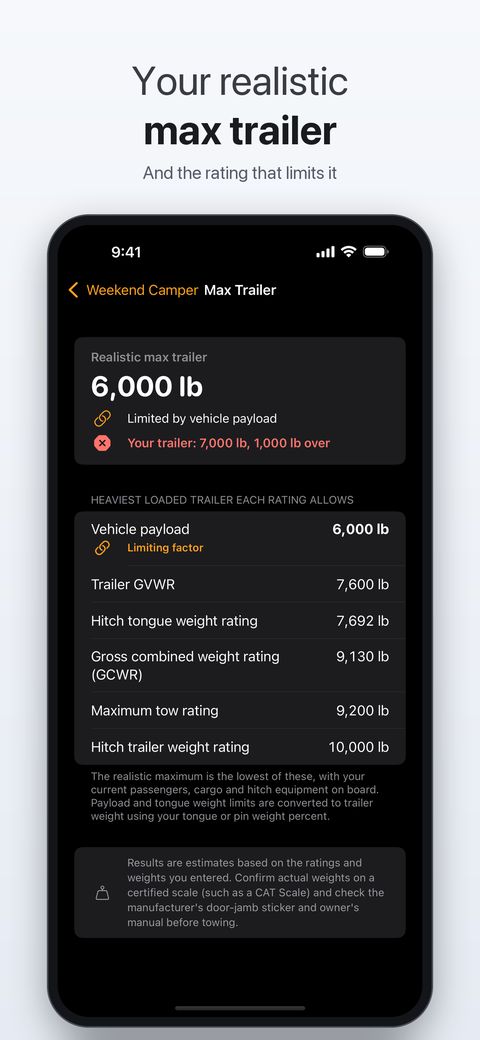 Your realistic
max trailer
And the rating that limits it
9:41
Weekend Camper Max Trailer
Realistic max trailer
6,000 lb
Limited by vehicle payload
Your trailer: 7,000 lb, 1,000 lb over
HEAVIEST LOADED TRAILER EACH RATING ALLOWS
Vehicle payload 6,000 lb
Limiting factor
Trailer GVWR 7,600 lb
Hitch tongue weight rating 7,692 lb
Gross combined weight rating 9,130 lb
(GCWR)
Maximum tow rating 9,200 lb
Hitch trailer weight rating 10,000 lb
The realistic maximum is the lowest of these, with your
current passengers, cargo and hitch equipment on board.
Payload and tongue weight limits are converted to trailer
weight using your tongue or pin weight percent.
Results are estimates based on the ratings and
weights you entered. Confirm actual weights on a
certified scale (such as a CAT Scale) and check the
manufacturer's door-jamb sticker and owner's
manual before towing.